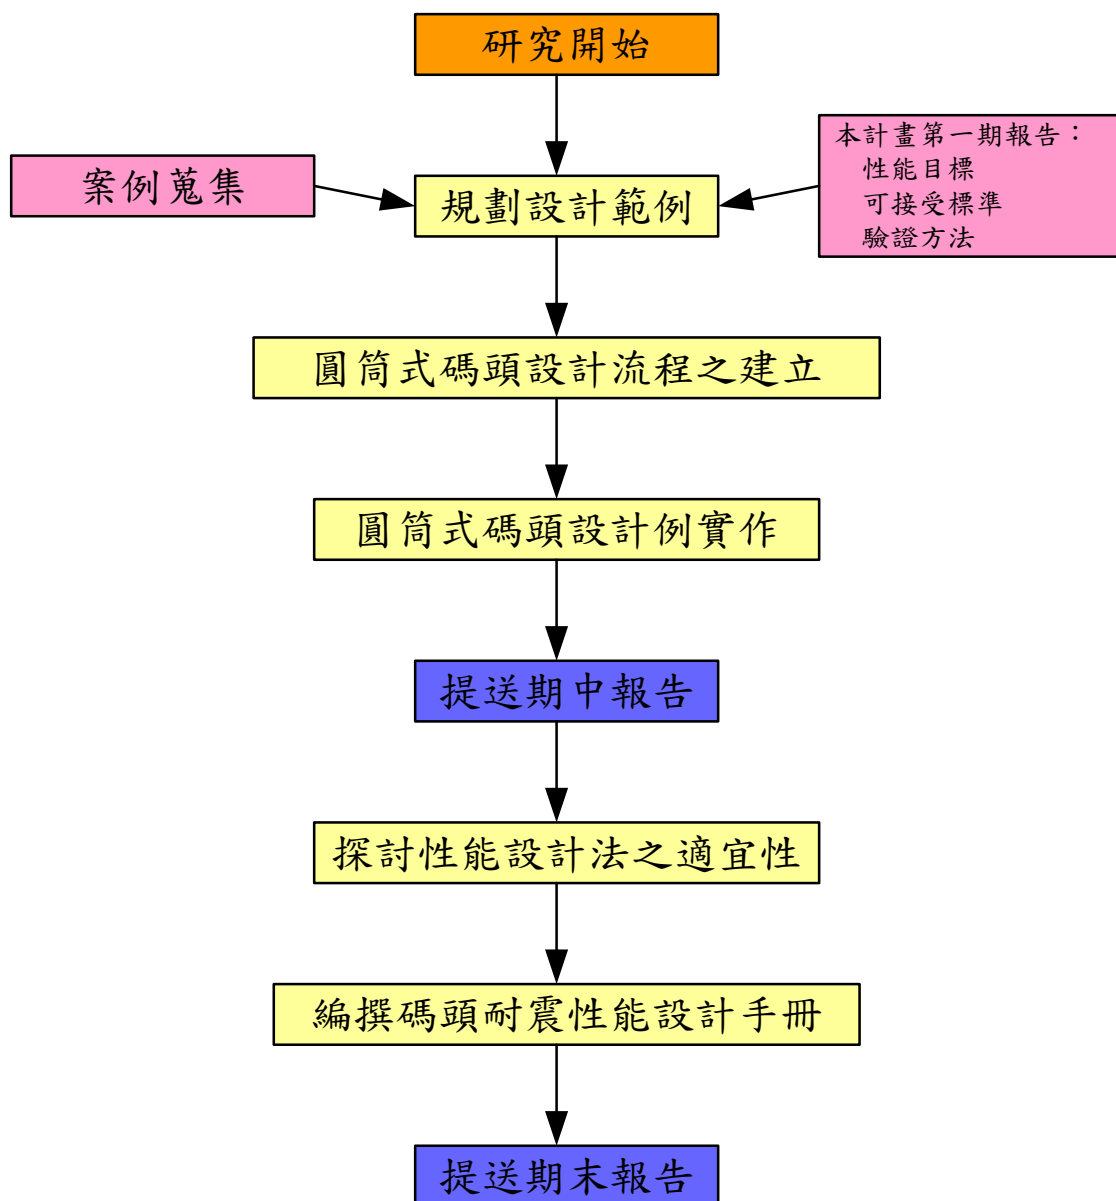 研究開始
本計畫第一期報告：
性能目標
可接受標準
驗證方法
案例蒐集
規劃設計範例
圓筒式碼頭設計流程之建立
圓筒式碼頭設計例實作
提送期中報告
探討性能設計法之適宜性
編撰碼頭耐震性能設計手冊
提送期末報告